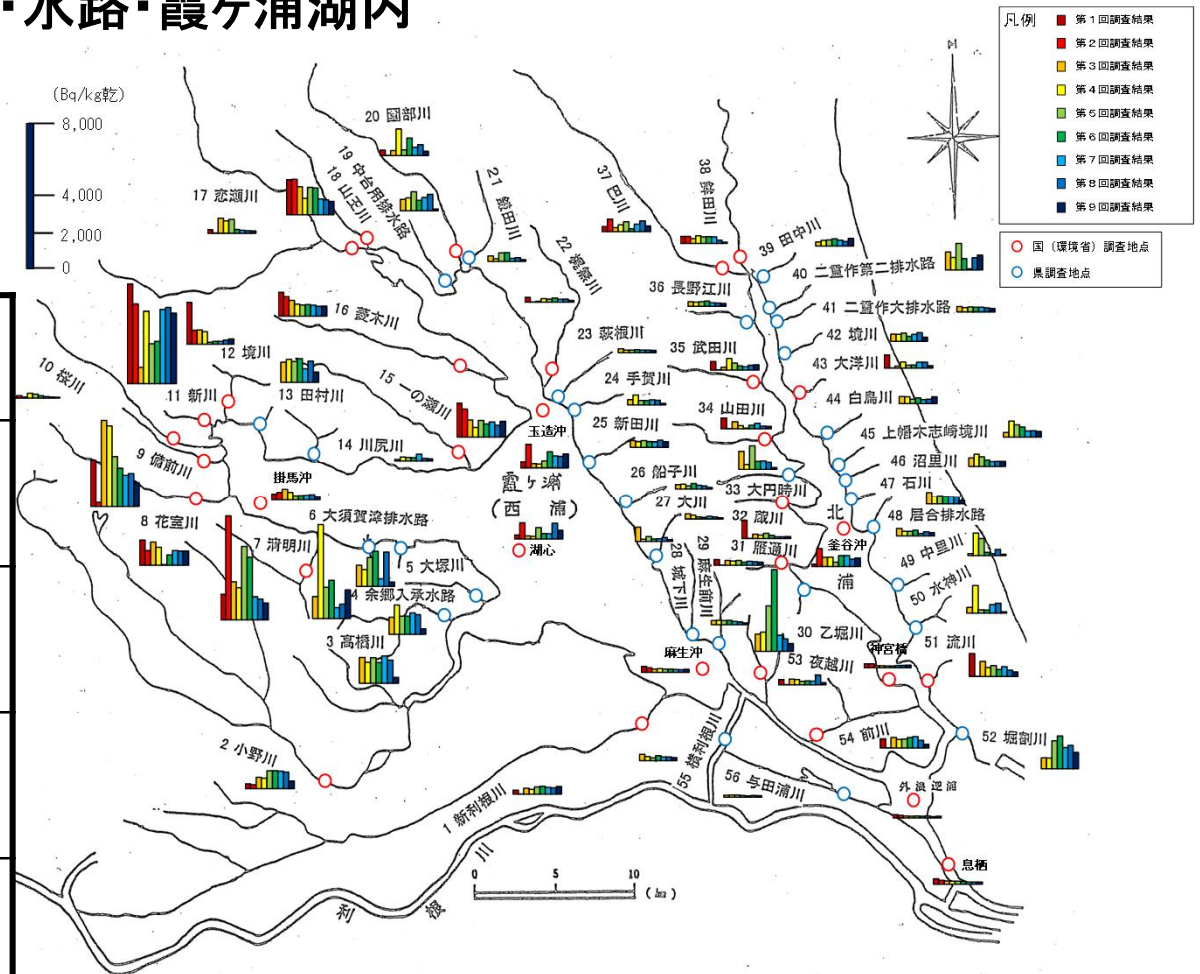 ・水路・霞ヶ浦湖内
凡例
第1回調査結果
第2回調査結果
第3回調査結果
第4回調査結果
第5回調査結果
第6回調査結果
第7回調査結果
第8回調査結果
第9回調査結果
国（環境省）調査地点
県調査地点
(Bq/kg乾)
8,000
4,000
2,000
0
20 園部川
19 中台用排水路
18 山王川
17 恋瀬川
21 鎌田川
22 梶無川
37 巴川
38 鉾田川
39 田中川
40 二重作第二排水路
36 長野江川
41 二重作大排水路
16 菱木川
23 荻根川
42 境川
35 武田川
43 大洋川
12 境川
10 桜川
11 新川
13 田村川
15 一の瀬川
24 手賀川
44 白鳥川
34 山田川
玉造沖
25 新田川
45 上幡木志崎境川
14 川尻川
46 沼里川
9 備前川
掛馬沖
霞ヶ浦
(西 浦)
26 船子川
33 大円時川
47 石川
27 大川
32 蔵川
北
48 居合排水路
8 花室川
6 大須賀津排水路
湖心
釜谷沖
7 清明川
28 城下川
29 麻生前川
31 雁通川
浦
49 中里川
5 大塚川
4 余郷入承水路
50 水神川
3 高橋川
30 乙堀川
51 流川
神宮橋
麻生沖
53 夜越川
2 小野川
54 前川
52 堀割川
55 横利根川
56 与田浦川
外浪逆浦
1 新利根川
息栖
0
5
10
(㎞)
利 根 川